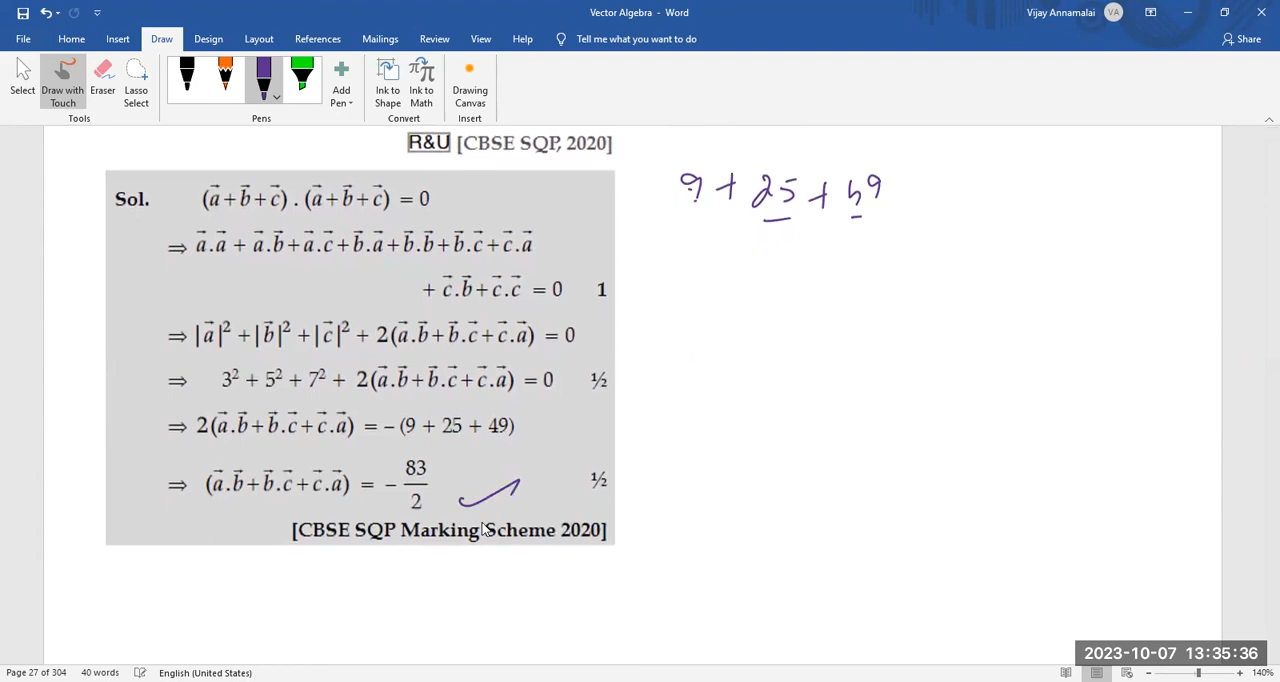 Vector Algebra - Word
Vijay Annamalai VA
File Home Insert Draw Design Layout References Mailings Review View Help Tell me what you want to do Share
Select Draw with Touch Eraser Lasso Select Add Pen Ink to Shape Ink to Math Drawing Canvas
Tools Pens Convert Insert
R&U [CBSE SQP, 2020]
Sol. (a⃗+b⃗+c⃗) . (a⃗+b⃗+c⃗) = 0
⇒ a⃗.a⃗ + a⃗.b⃗ + a⃗.c⃗ + b⃗.a⃗ + b⃗.b⃗ + b⃗.c⃗ + c⃗.a⃗
+ c⃗.b⃗ + c⃗.c⃗ = 0 1
⇒ |a⃗|² + |b⃗|² + |c⃗|² + 2(a⃗.b⃗ + b⃗.c⃗ + c⃗.a⃗) = 0
⇒ 3² + 5² + 7² + 2(a⃗.b⃗ + b⃗.c⃗ + c⃗.a⃗) = 0 ½
⇒ 2(a⃗.b⃗ + b⃗.c⃗ + c⃗.a⃗) = – (9 + 25 + 49)
⇒ (a⃗.b⃗ + b⃗.c⃗ + c⃗.a⃗) = – 83/2 ½
[CBSE SQP Marking Scheme 2020]
9 + 25 + 49
2023-10-07 13:35:36
Page 27 of 304 40 words English (United States) 140%